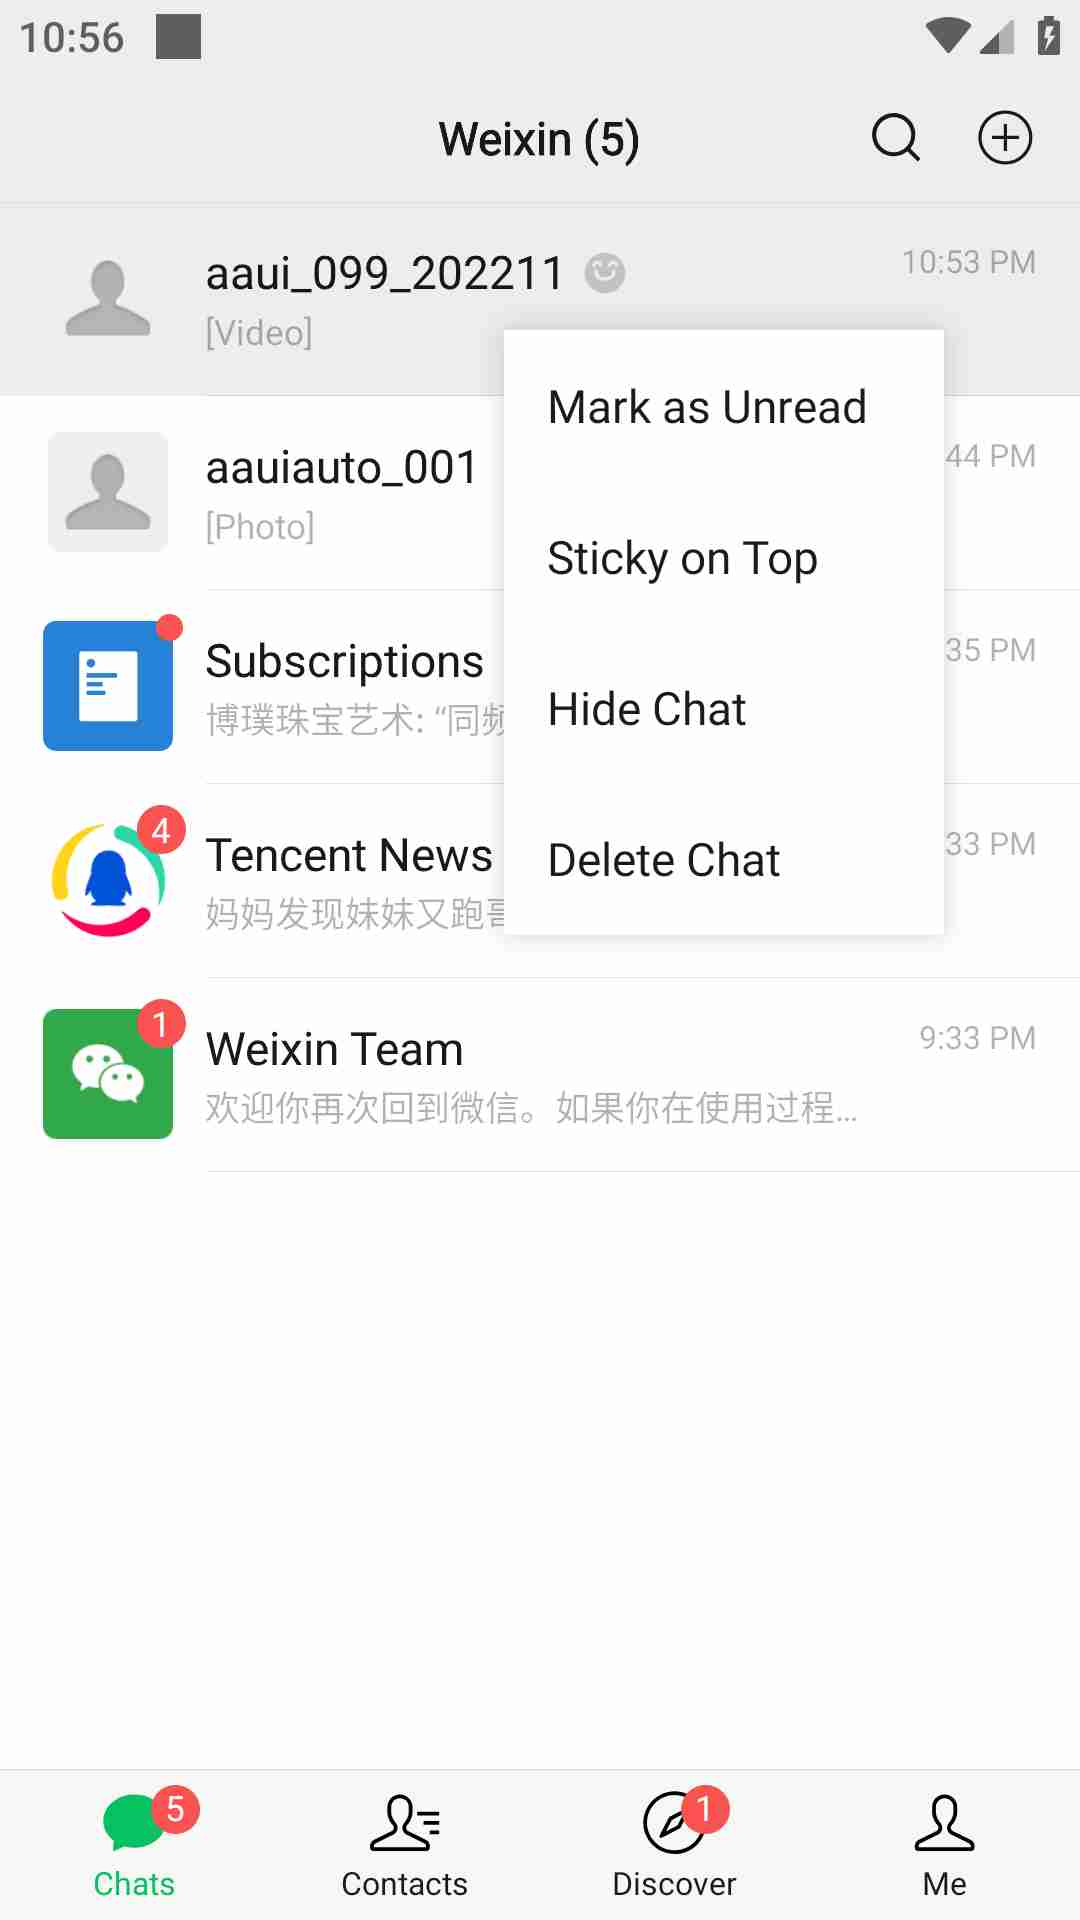 10:56
Weixin (5)
aaui_099_202211
10:53 PM
[Video]
Mark as Unread
aauiauto_001
44 PM
[Photo]
Sticky on Top
Subscriptions
35 PM
博璞珠宝艺术: “同频
Hide Chat
Tencent News
4
33 PM
妈妈发现妹妹又跑
Delete Chat
Weixin Team
1
9:33 PM
欢迎你再次回到微信。如果你在使用过程...
5
1
Chats
Contacts
Discover
Me